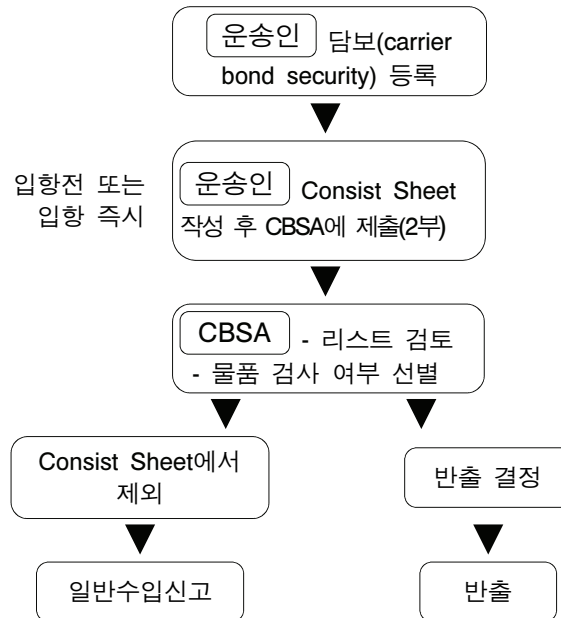 운송인 담보(carrier
bond security) 등록
입항전 또는
입항 즉시
운송인 Consist Sheet
작성 후 CBSA에 제출(2부)
CBSA - 리스트 검토
- 물품 검사 여부 선별
Consist Sheet에서
제외
반출 결정
일반수입신고
반출